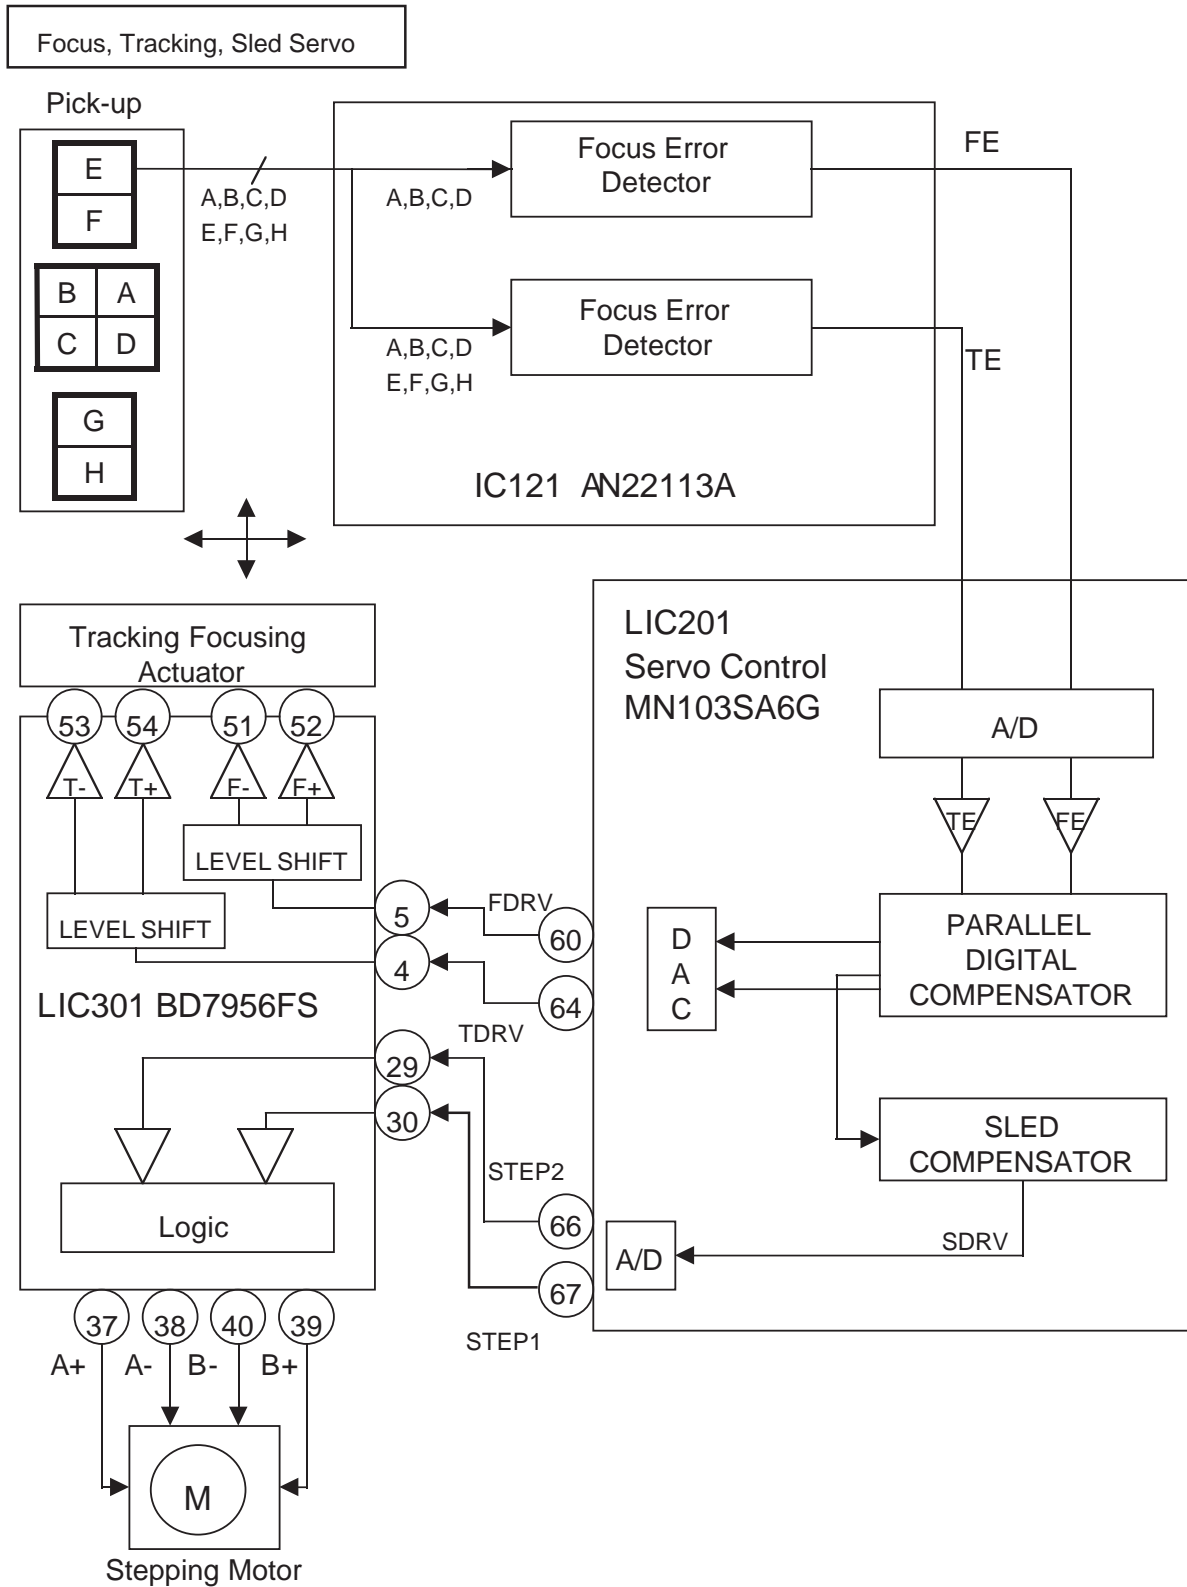 Focus, Tracking, Sled Servo
Pick-up
E
F
B A
C D
G
H
A,B,C,D
E,F,G,H
A,B,C,D
Focus Error
Detector
FE
A,B,C,D
E,F,G,H
Focus Error
Detector
TE
IC121 AN22113A
Tracking Focusing
Actuator
53 54 51 52
T- T+ F- F+
LEVEL SHIFT
LEVEL SHIFT
LIC301 BD7956FS
5
4
29
30
Logic
37 38 40 39
A+ A- B- B+
M
Stepping Motor
FDRV
60
64
TDRV
STEP2
66
67
STEP1
LIC201
Servo Control
MN103SA6G
A/D
TE FE
D
A
C
PARALLEL
DIGITAL
COMPENSATOR
SLED
COMPENSATOR
SDRV
A/D